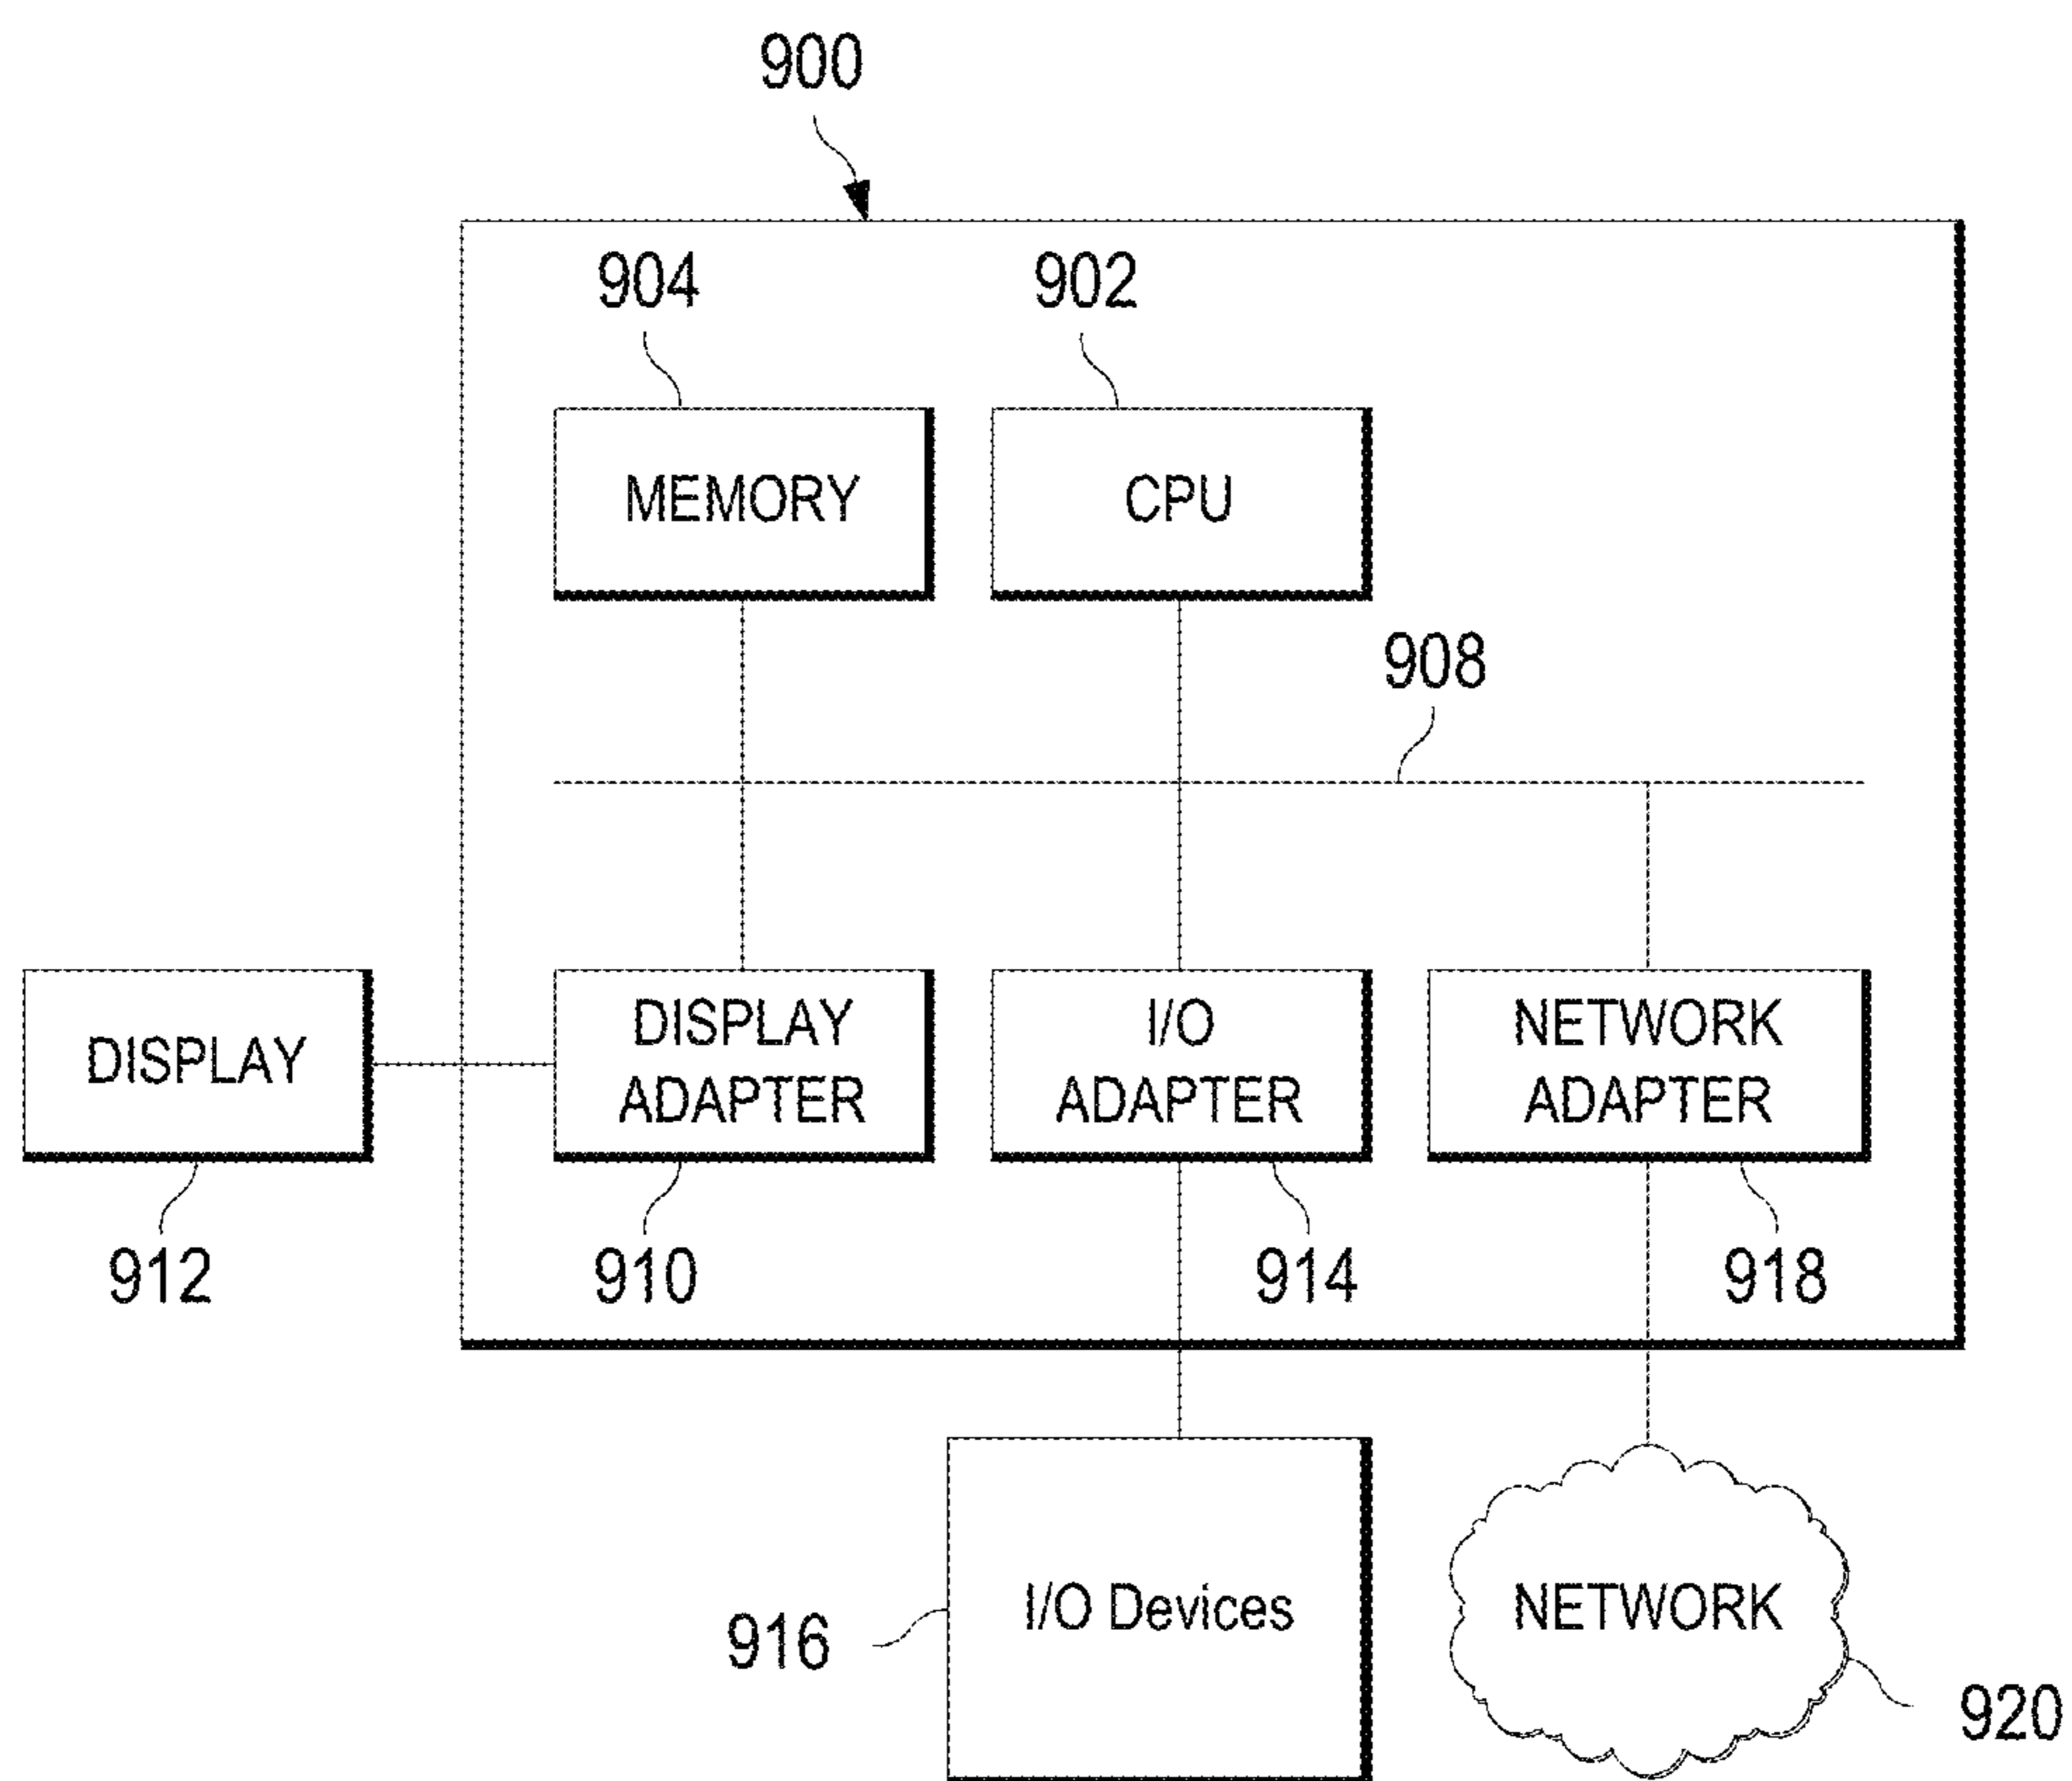 900
904
902
MEMORY
CPU
908
DISPLAY
DISPLAY
ADAPTER
I/O
ADAPTER
NETWORK
ADAPTER
912
910
914
918
I/O Devices
NETWORK
916
920